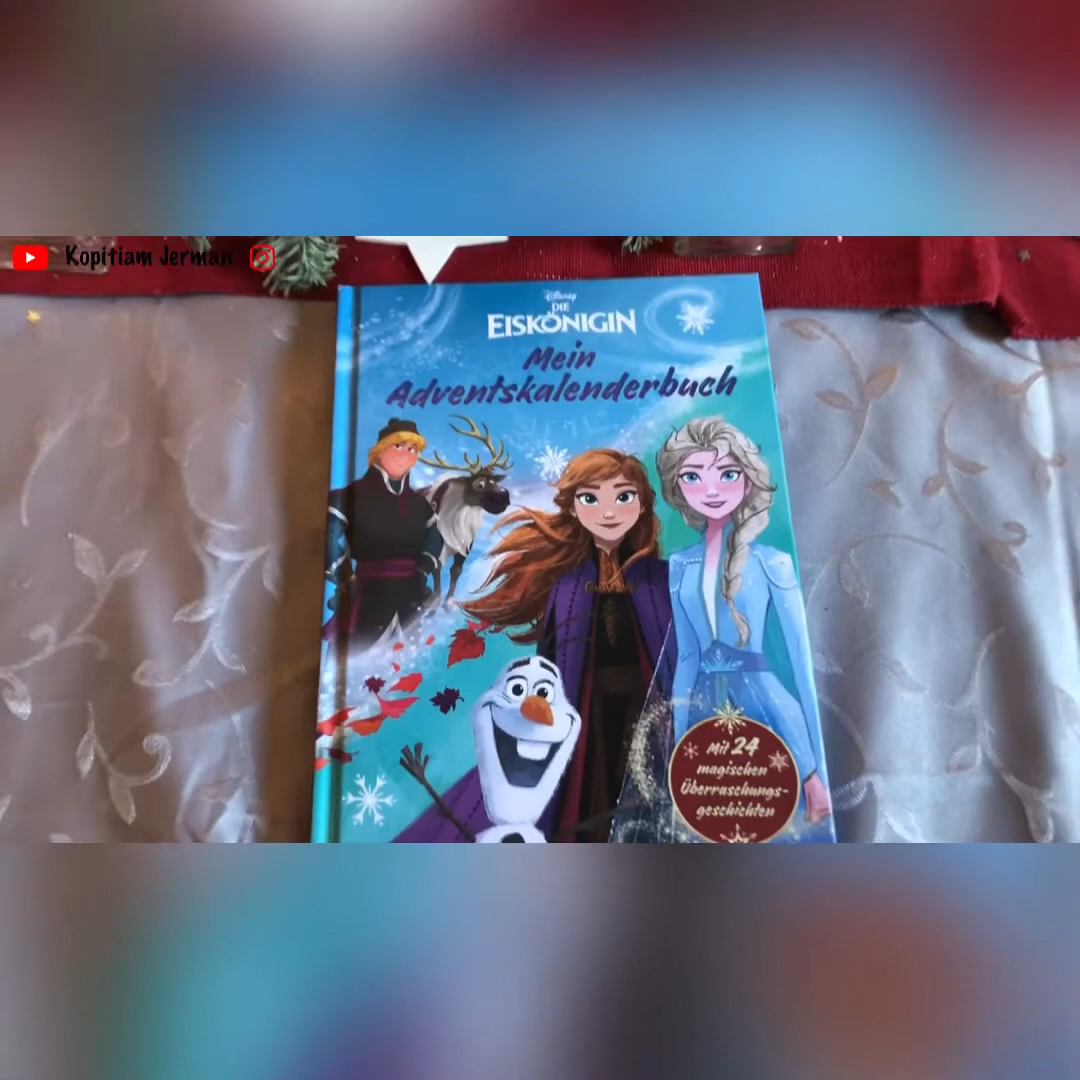 Kopitiam Jerman
Disney
DIE
EISKÖNIGIN
Mein
Adventskalenderbuch
Mit 24
magischen
Überraschungs-
geschichten